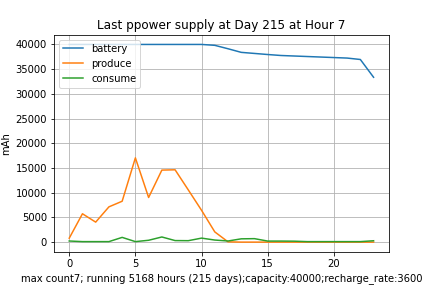 Last ppower supply at Day 215 at Hour 7
40000
35000
30000
25000
20000
15000
10000
5000
0
mAh
battery
produce
consume
0 5 10 15 20
max count7; running 5168 hours (215 days);capacity:40000;recharge_rate:3600